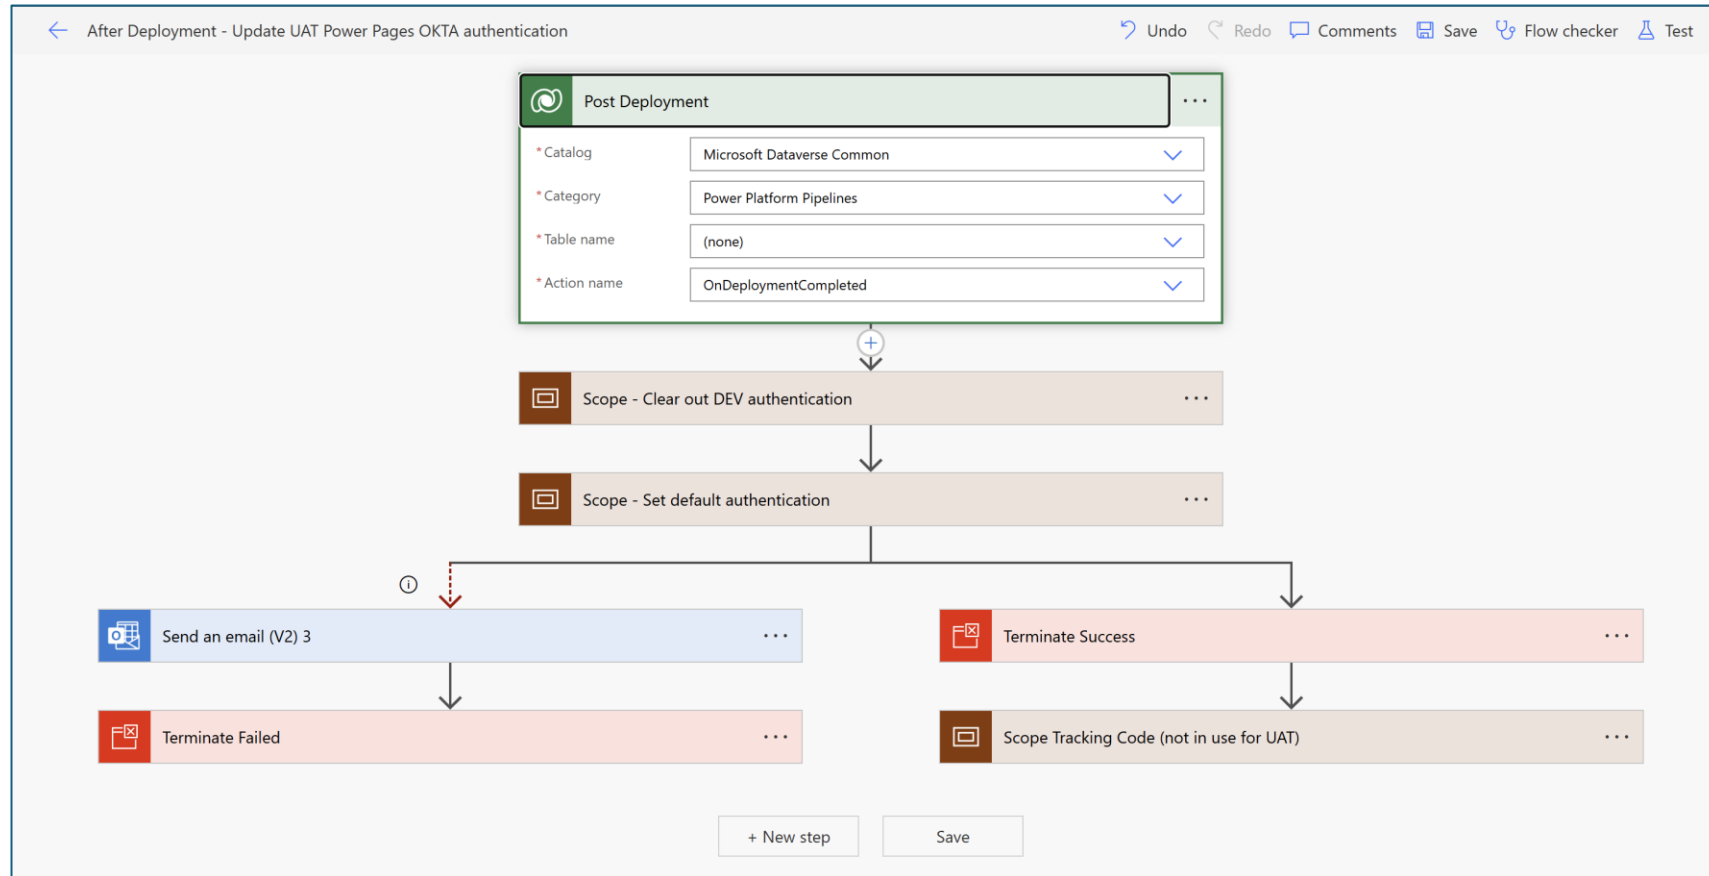 After Deployment - Update UAT Power Pages OKTA authentication
Undo
Redo
Comments
Save
Flow checker
Test
Post Deployment
* Catalog
Microsoft Dataverse Common
* Category
Power Platform Pipelines
* Table name
(none)
* Action name
OnDeploymentCompleted
Scope - Clear out DEV authentication
Scope - Set default authentication
Send an email (V2) 3
Terminate Success
Terminate Failed
Scope Tracking Code (not in use for UAT)
+ New step
Save